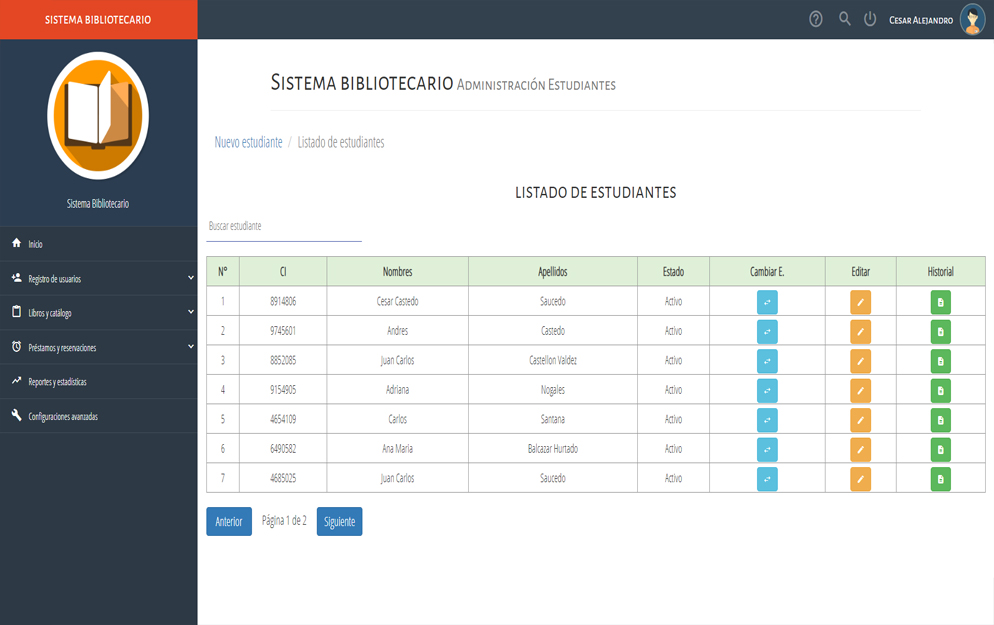 SISTEMA BIBLIOTECARIO
Cesar Alejandro
Sistema Bibliotecario
Inicio
Registro de usuarios
Libros y catálogo
Préstamos y reservaciones
Reportes y estadísticas
Configuraciones avanzadas
Sistema bibliotecario Administración Estudiantes
Nuevo estudiante / Listado de estudiantes
LISTADO DE ESTUDIANTES
Buscar estudiante
N° CI Nombres Apellidos Estado Cambiar E. Editar Historial
1 8914806 Cesar Castedo Saucedo Activo
2 9745601 Andres Castedo Activo
3 8852085 Juan Carlos Castellon Valdez Activo
4 9154905 Adriana Nogales Activo
5 4654109 Carlos Santana Activo
6 6490582 Ana Maria Balcazar Hurtado Activo
7 4685025 Juan Carlos Saucedo Activo
Anterior Página 1 de 2 Siguiente